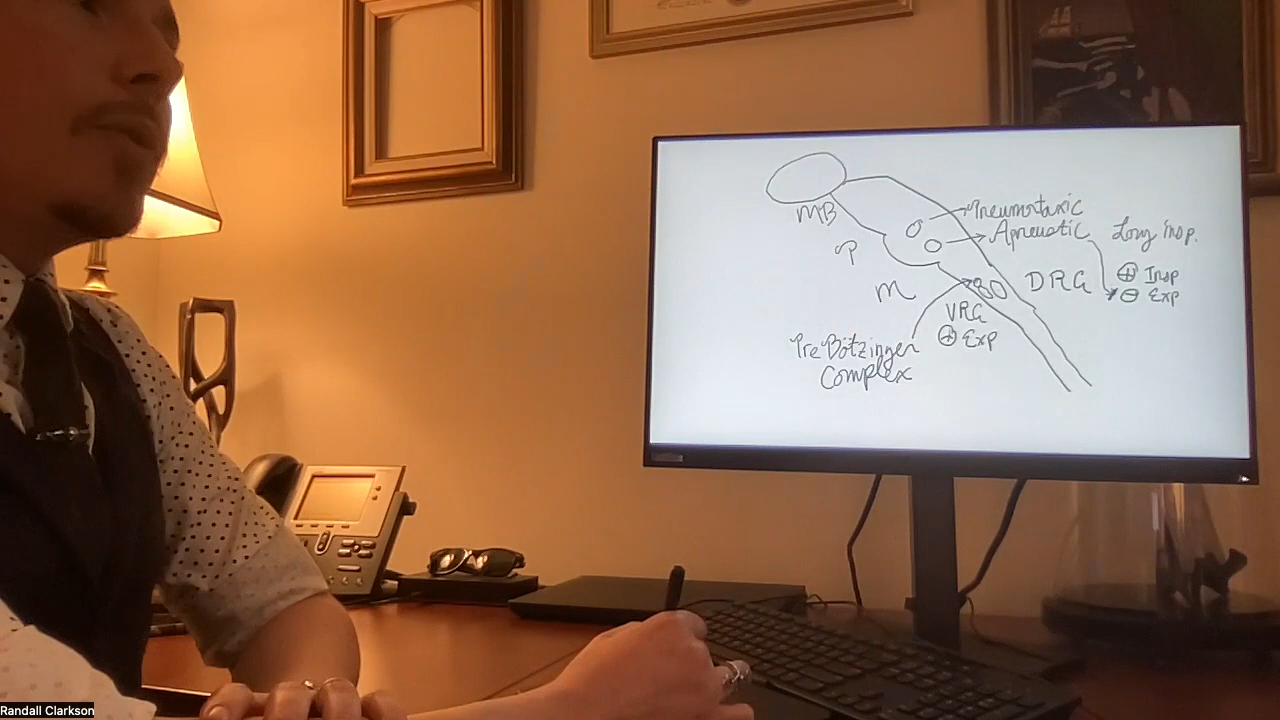 MB
Pneumotaxic
Apneustic Long insp.
P
DRG ⊕ Insp
⊖ Exp
M
VRG
⊕ Exp
Pre Bötzinger
Complex
Randall Clarkson